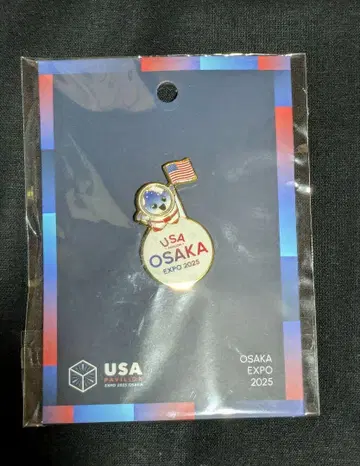 USA
OSAKA
EXPO 2025
USA
PAVILION
EXPO 2025 OSAKA
OSAKA
EXPO
2025